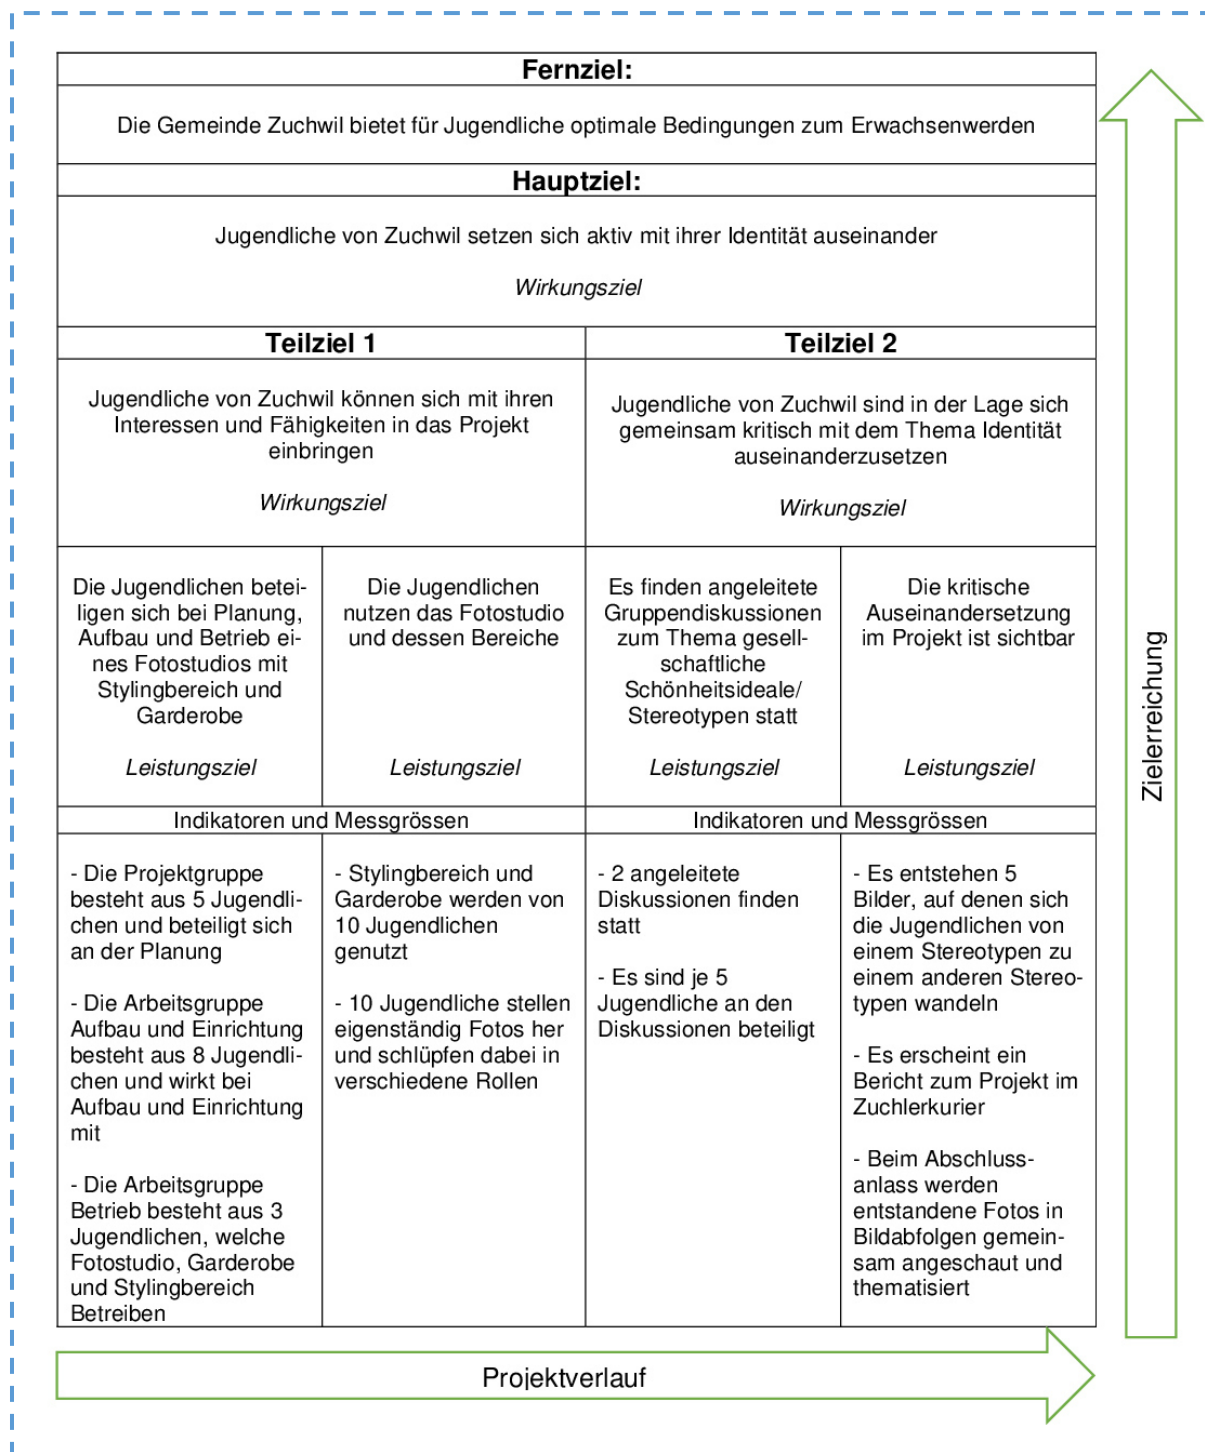 Fernziel:
Die Gemeinde Zuchwil bietet für Jugendliche optimale Bedingungen zum Erwachsenwerden
Hauptziel:
Jugendliche von Zuchwil setzen sich aktiv mit ihrer Identität auseinander
Wirkungsziel
Teilziel 1
Jugendliche von Zuchwil können sich mit ihren
Interessen und Fähigkeiten in das Projekt
einbringen
Wirkungsziel
Teilziel 2
Jugendliche von Zuchwil sind in der Lage sich
gemeinsam kritisch mit dem Thema Identität
auseinanderzusetzen
Wirkungsziel
Die Jugendlichen betei-
ligen sich bei Planung,
Aufbau und Betrieb ei-
nes Fotostudios mit
Stylingbereich und
Garderobe
Leistungsziel
Die Jugendlichen
nutzen das Fotostudio
und dessen Bereiche
Leistungsziel
Es finden angeleitete
Gruppendiskussionen
zum Thema gesell-
schaftliche
Schönheitsideale/
Stereotypen statt
Leistungsziel
Die kritische
Auseinandersetzung
im Projekt ist sichtbar
Leistungsziel
Indikatoren und Messgrössen
Indikatoren und Messgrössen
- Die Projektgruppe
besteht aus 5 Jugendli-
chen und beteiligt sich
an der Planung
- Die Arbeitsgruppe
Aufbau und Einrichtung
besteht aus 8 Jugendli-
chen und wirkt bei
Aufbau und Einrichtung
mit
- Die Arbeitsgruppe
Betrieb besteht aus 3
Jugendlichen, welche
Fotostudio, Garderobe
und Stylingbereich
Betreiben
- Stylingbereich und
Garderobe werden von
10 Jugendlichen
genutzt
- 10 Jugendliche stellen
eigenständig Fotos her
und schlüpfen dabei in
verschiedene Rollen
- 2 angeleitete
Diskussionen finden
statt
- Es sind je 5
Jugendliche an den
Diskussionen beteiligt
- Es entstehen 5
Bilder, auf denen sich
die Jugendlichen von
einem Stereotypen zu
einem anderen Stereo-
typen wandeln
- Es erscheint ein
Bericht zum Projekt im
Zuchlerkurier
- Beim Abschluss-
anlass werden
entstandene Fotos in
Bildabfolgen gemein-
sam angeschaut und
thematisiert
Zielerreichung
Projektverlauf